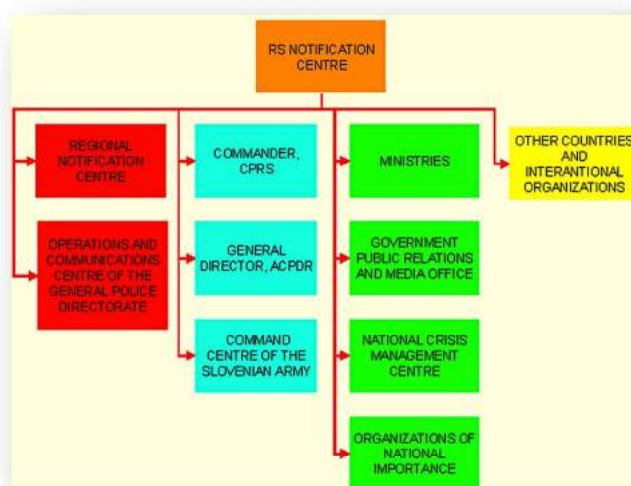 RS NOTIFICATION
CENTRE
REGIONAL
NOTIFICATION
CENTRE
COMMANDER,
CPRS
MINISTRIES
OTHER COUNTRIES
AND
INTERANTIONAL
ORGANIZATIONS
OPERATIONS AND
COMMUNICATIONS
CENTRE OF THE
GENERAL POLICE
DIRECTORATE
GENERAL
DIRECTOR, ACPDR
GOVERNMENT
PUBLIC RELATIONS
AND MEDIA OFFICE
COMMAND
CENTRE OF THE
SLOVENIAN ARMY
NATIONAL CRISIS
MANAGEMENT
CENTRE
ORGANIZATIONS OF
NATIONAL
IMPORTANCE